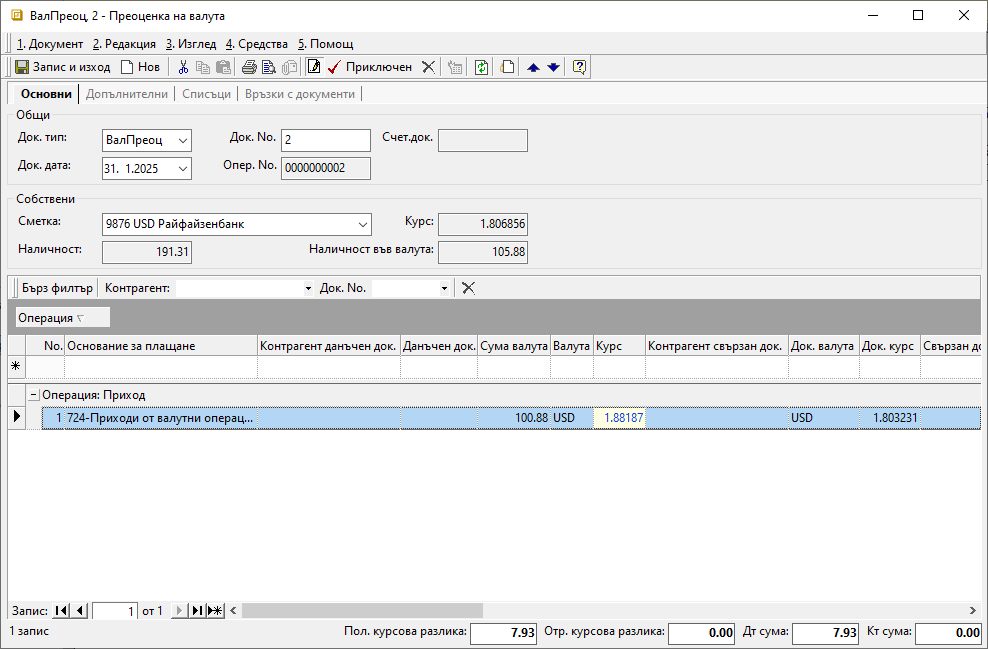 ВалПреоц, 2 - Преоценка на валута
1. Документ 2. Редакция 3. Изглед 4. Средства 5. Помощ
Запис и изход Нов Приключен
Основни Допълнителни Списъци Връзки с документи
Общи
Док. тип: ВалПреоц Док. No. 2 Счет.док.
Док. дата: 31. 1.2025 Опер. No. 0000000002
Собствени
Сметка: 9876 USD Райфайзенбанк Курс: 1.806856
Наличност: 191.31 Наличност във валута: 105.88
Бърз филтър Контрагент: Док. No.
Операция
No. Основание за плащане Контрагент данъчен док. Данъчен док. Сума валута Валута Курс Контрагент свързан док. Док. валута Док. курс Свързан до
Операция: Приход
1 724-Приходи от валутни операц... 100.88 USD 1.88187 USD 1.803231
Запис: 1 от 1
1 запис Пол. курсова разлика: 7.93 Отр. курсова разлика: 0.00 Дт сума: 7.93 Кт сума: 0.00